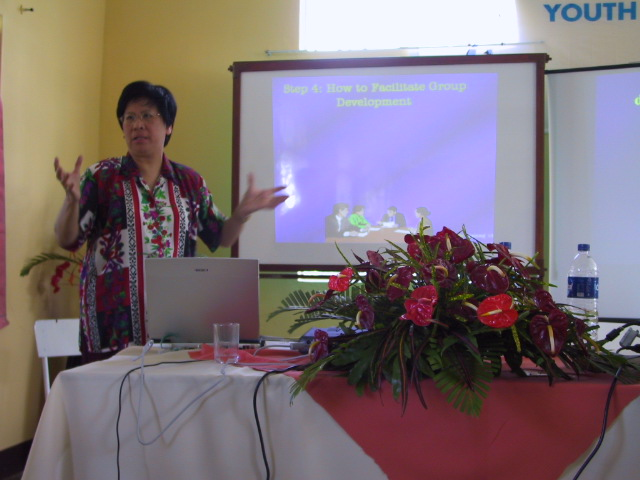 YOUTH
Step 4: How to Facilitate Group
Development